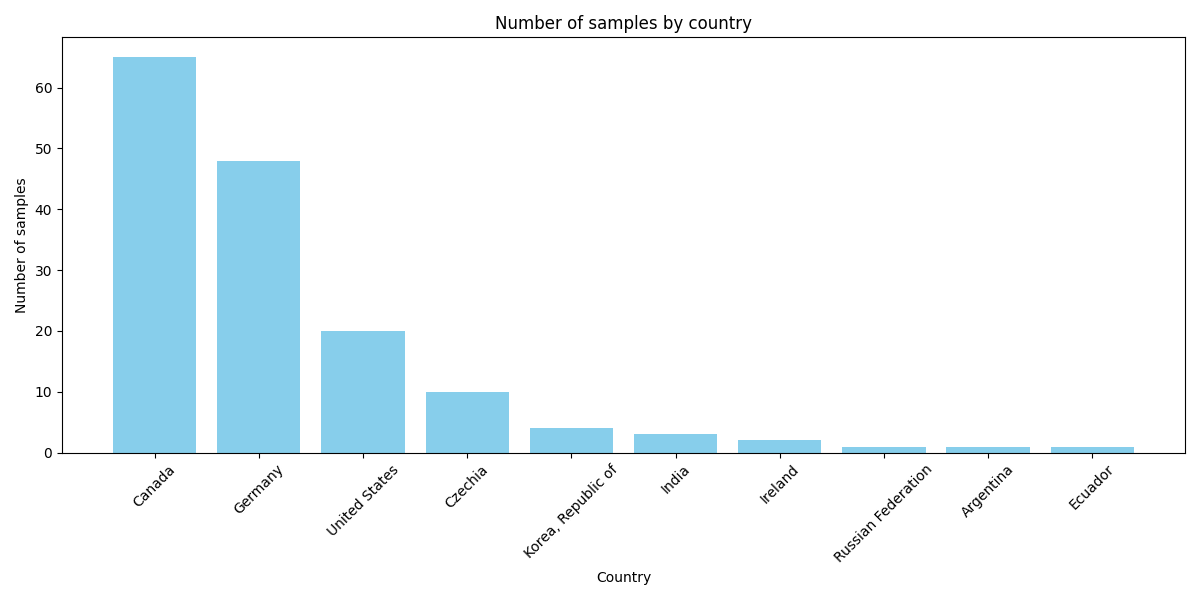 Number of samples by country
Number of samples
60
50
40
30
20
10
0
Canada
Germany
United States
Czechia
Korea, Republic of
India
Ireland
Russian Federation
Argentina
Ecuador
Country